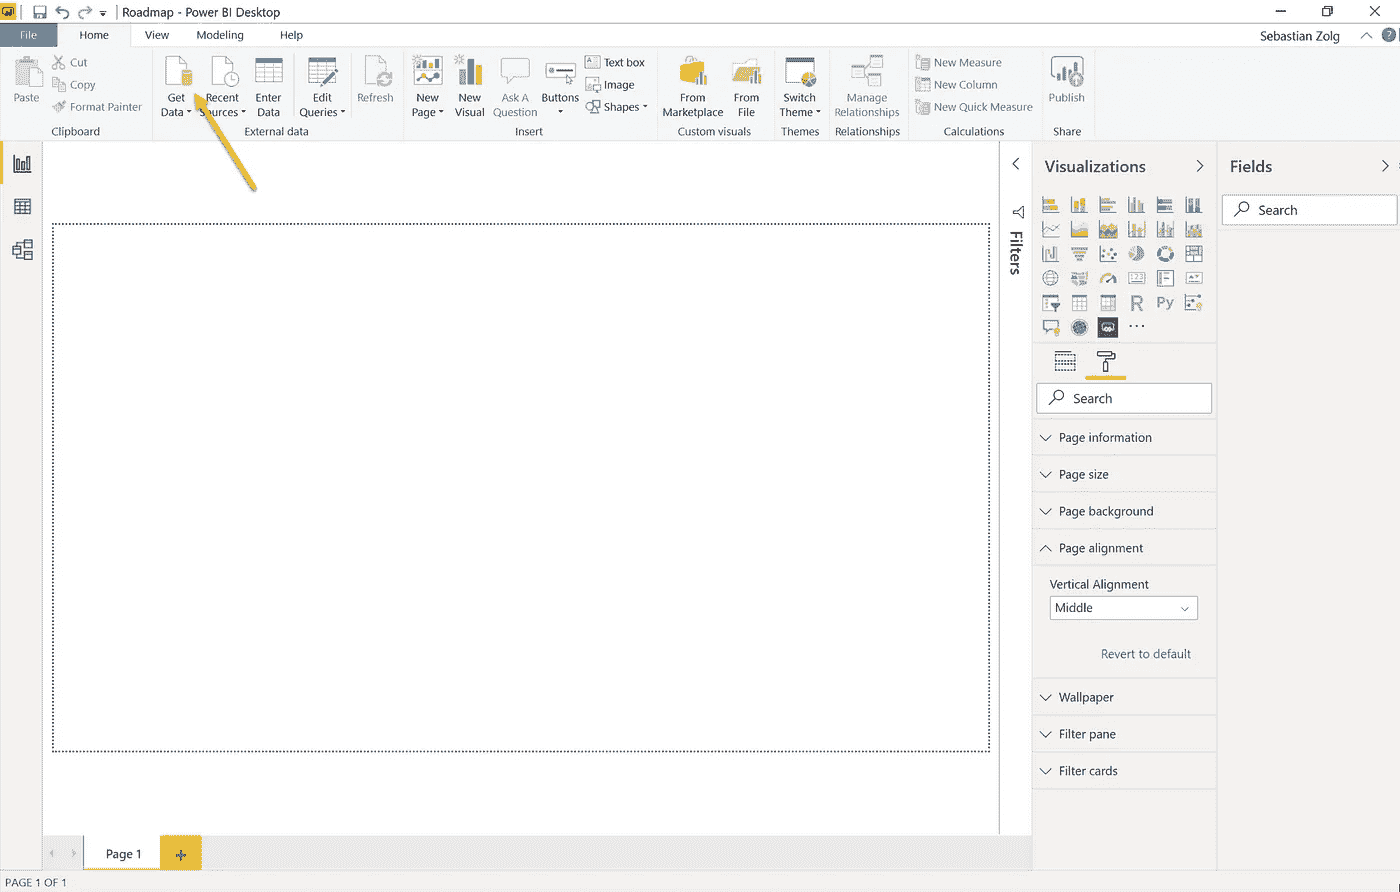 Roadmap - Power BI Desktop
File Home View Modeling Help Sebastian Zolg ?
Paste
Cut
Copy
Format Painter
Clipboard
Get
Data
Recent
Sources
Enter
Data
External data
Edit
Queries
Refresh
New
Page
New
Visual
Ask A
Question
Buttons
Text box
Image
Shapes
Insert
From
Marketplace
From
File
Custom visuals
Switch
Theme
Themes
Manage
Relationships
Relationships
New Measure
New Column
New Quick Measure
Calculations
Publish
Share
Filters
Visualizations
123
R Py
Search
Page information
Page size
Page background
Page alignment
Vertical Alignment
Middle
Revert to default
Wallpaper
Filter pane
Filter cards
Fields
Search
Page 1
PAGE 1 OF 1